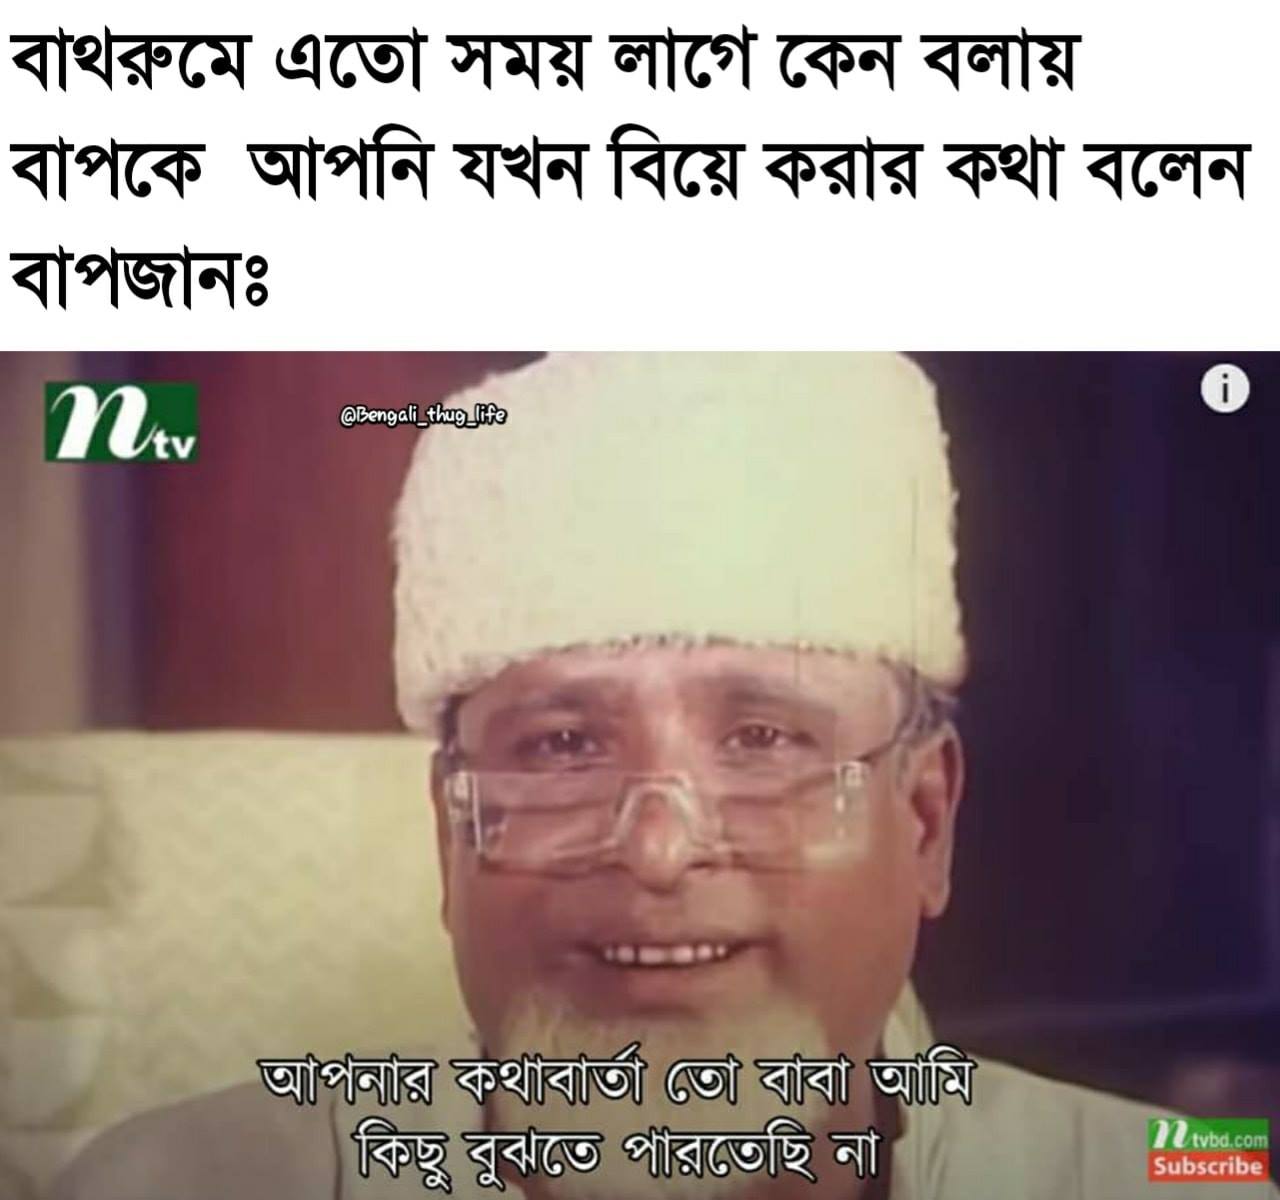 বাথরুমে এতো সময় লাগে কেন বলায়
বাপকে আপনি যখন বিয়ে করার কথা বলেন
বাপজানঃ
ntv
@Bengali_thug_life
i
আপনার কথাবার্তা তো বাবা আমি
কিছু বুঝতে পারতেছি না
ntvbd.com
Subscribe